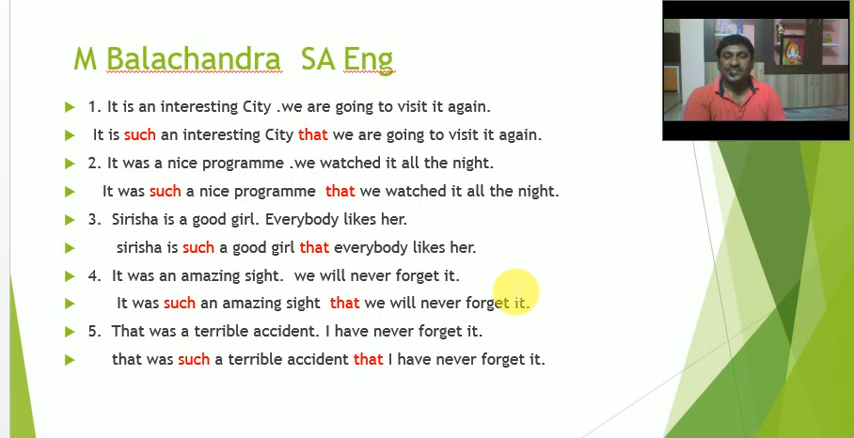 M Balachandra SA Eng
1. It is an interesting City .we are going to visit it again.
It is such an interesting City that we are going to visit it again.
2. It was a nice programme .we watched it all the night.
It was such a nice programme that we watched it all the night.
3. Sirisha is a good girl. Everybody likes her.
sirisha is such a good girl that everybody likes her.
4. It was an amazing sight. we will never forget it.
It was such an amazing sight that we will never forget it.
5. That was a terrible accident. I have never forget it.
that was such a terrible accident that I have never forget it.